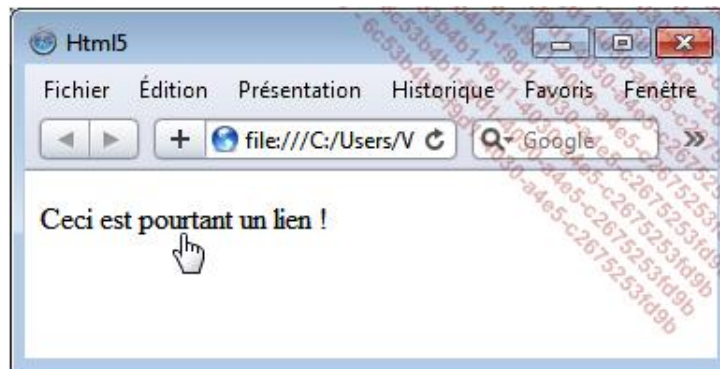 Html5
Fichier Édition Présentation Historique Favoris Fenêtre
file:///C:/Users/V Google
Ceci est pourtant un lien !